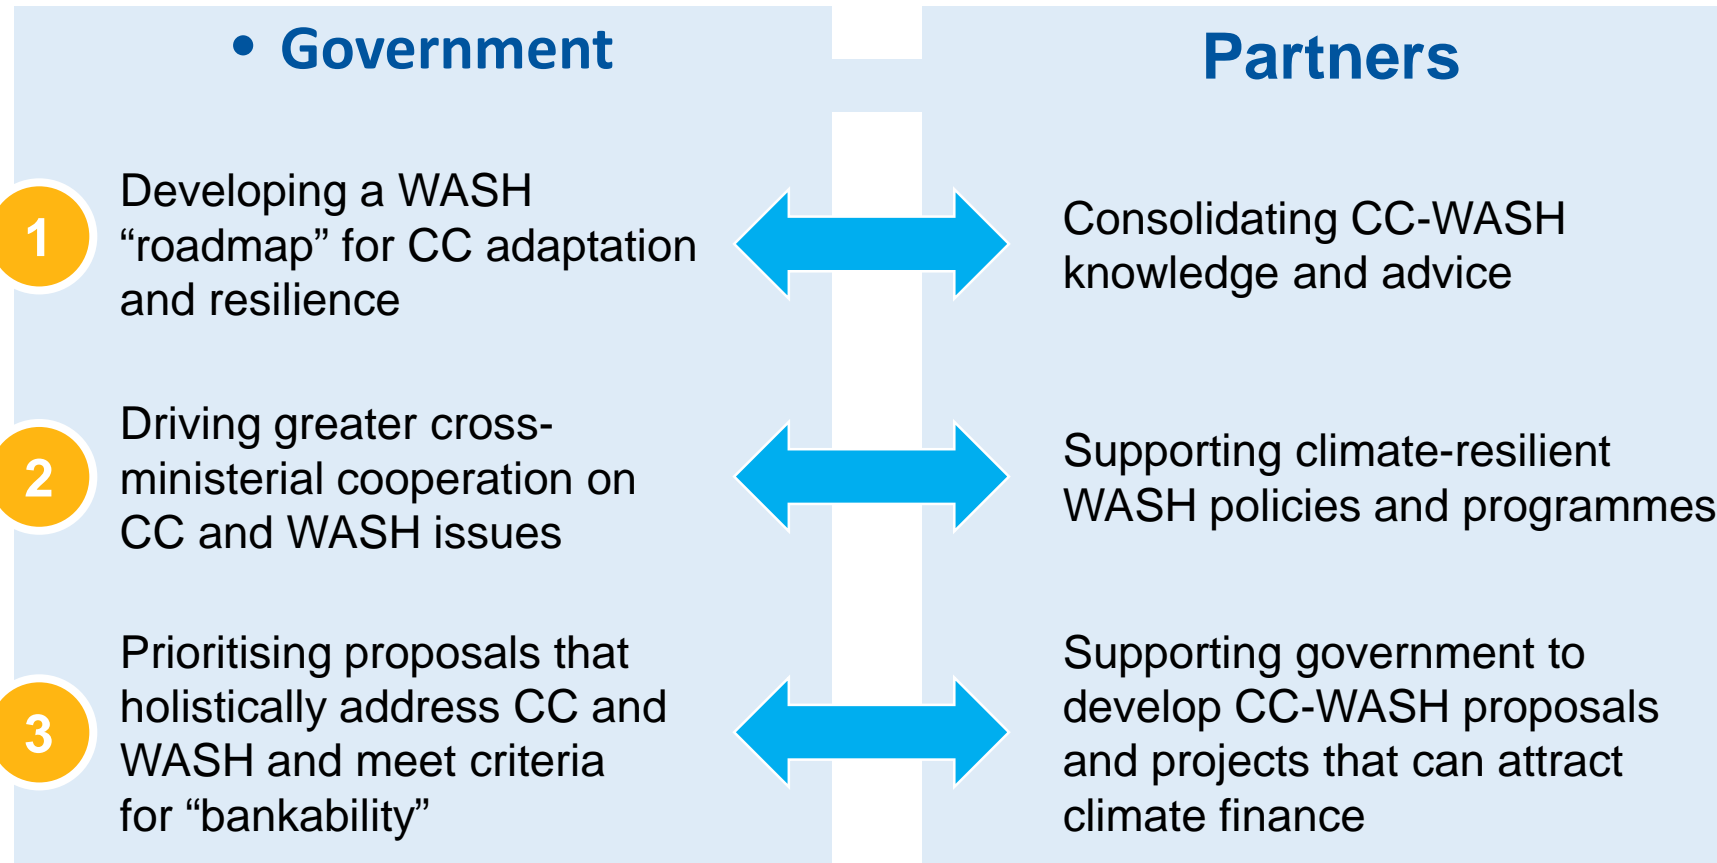 • Government
Partners
1
Developing a WASH
“roadmap” for CC adaptation
and resilience
Consolidating CC-WASH
knowledge and advice
2
Driving greater cross-
ministerial cooperation on
CC and WASH issues
Supporting climate-resilient
WASH policies and programmes
3
Prioritising proposals that
holistically address CC and
WASH and meet criteria
for “bankability”
Supporting government to
develop CC-WASH proposals
and projects that can attract
climate finance